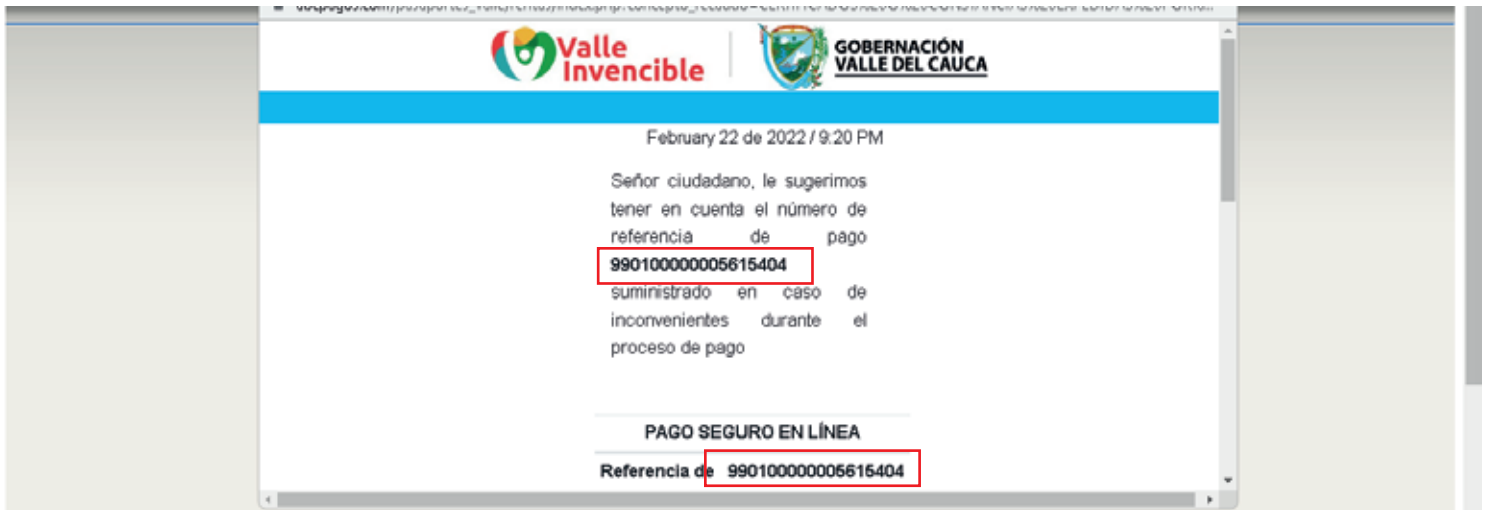 Valle
Invencible
GOBERNACIÓN
VALLE DEL CAUCA
February 22 de 2022 / 9:20 PM
Señor ciudadano, le sugerimos
tener en cuenta el número de
referencia de pago
990100000005615404
suministrado en caso de
inconvenientes durante el
proceso de pago
PAGO SEGURO EN LÍNEA
Referencia de 990100000005615404